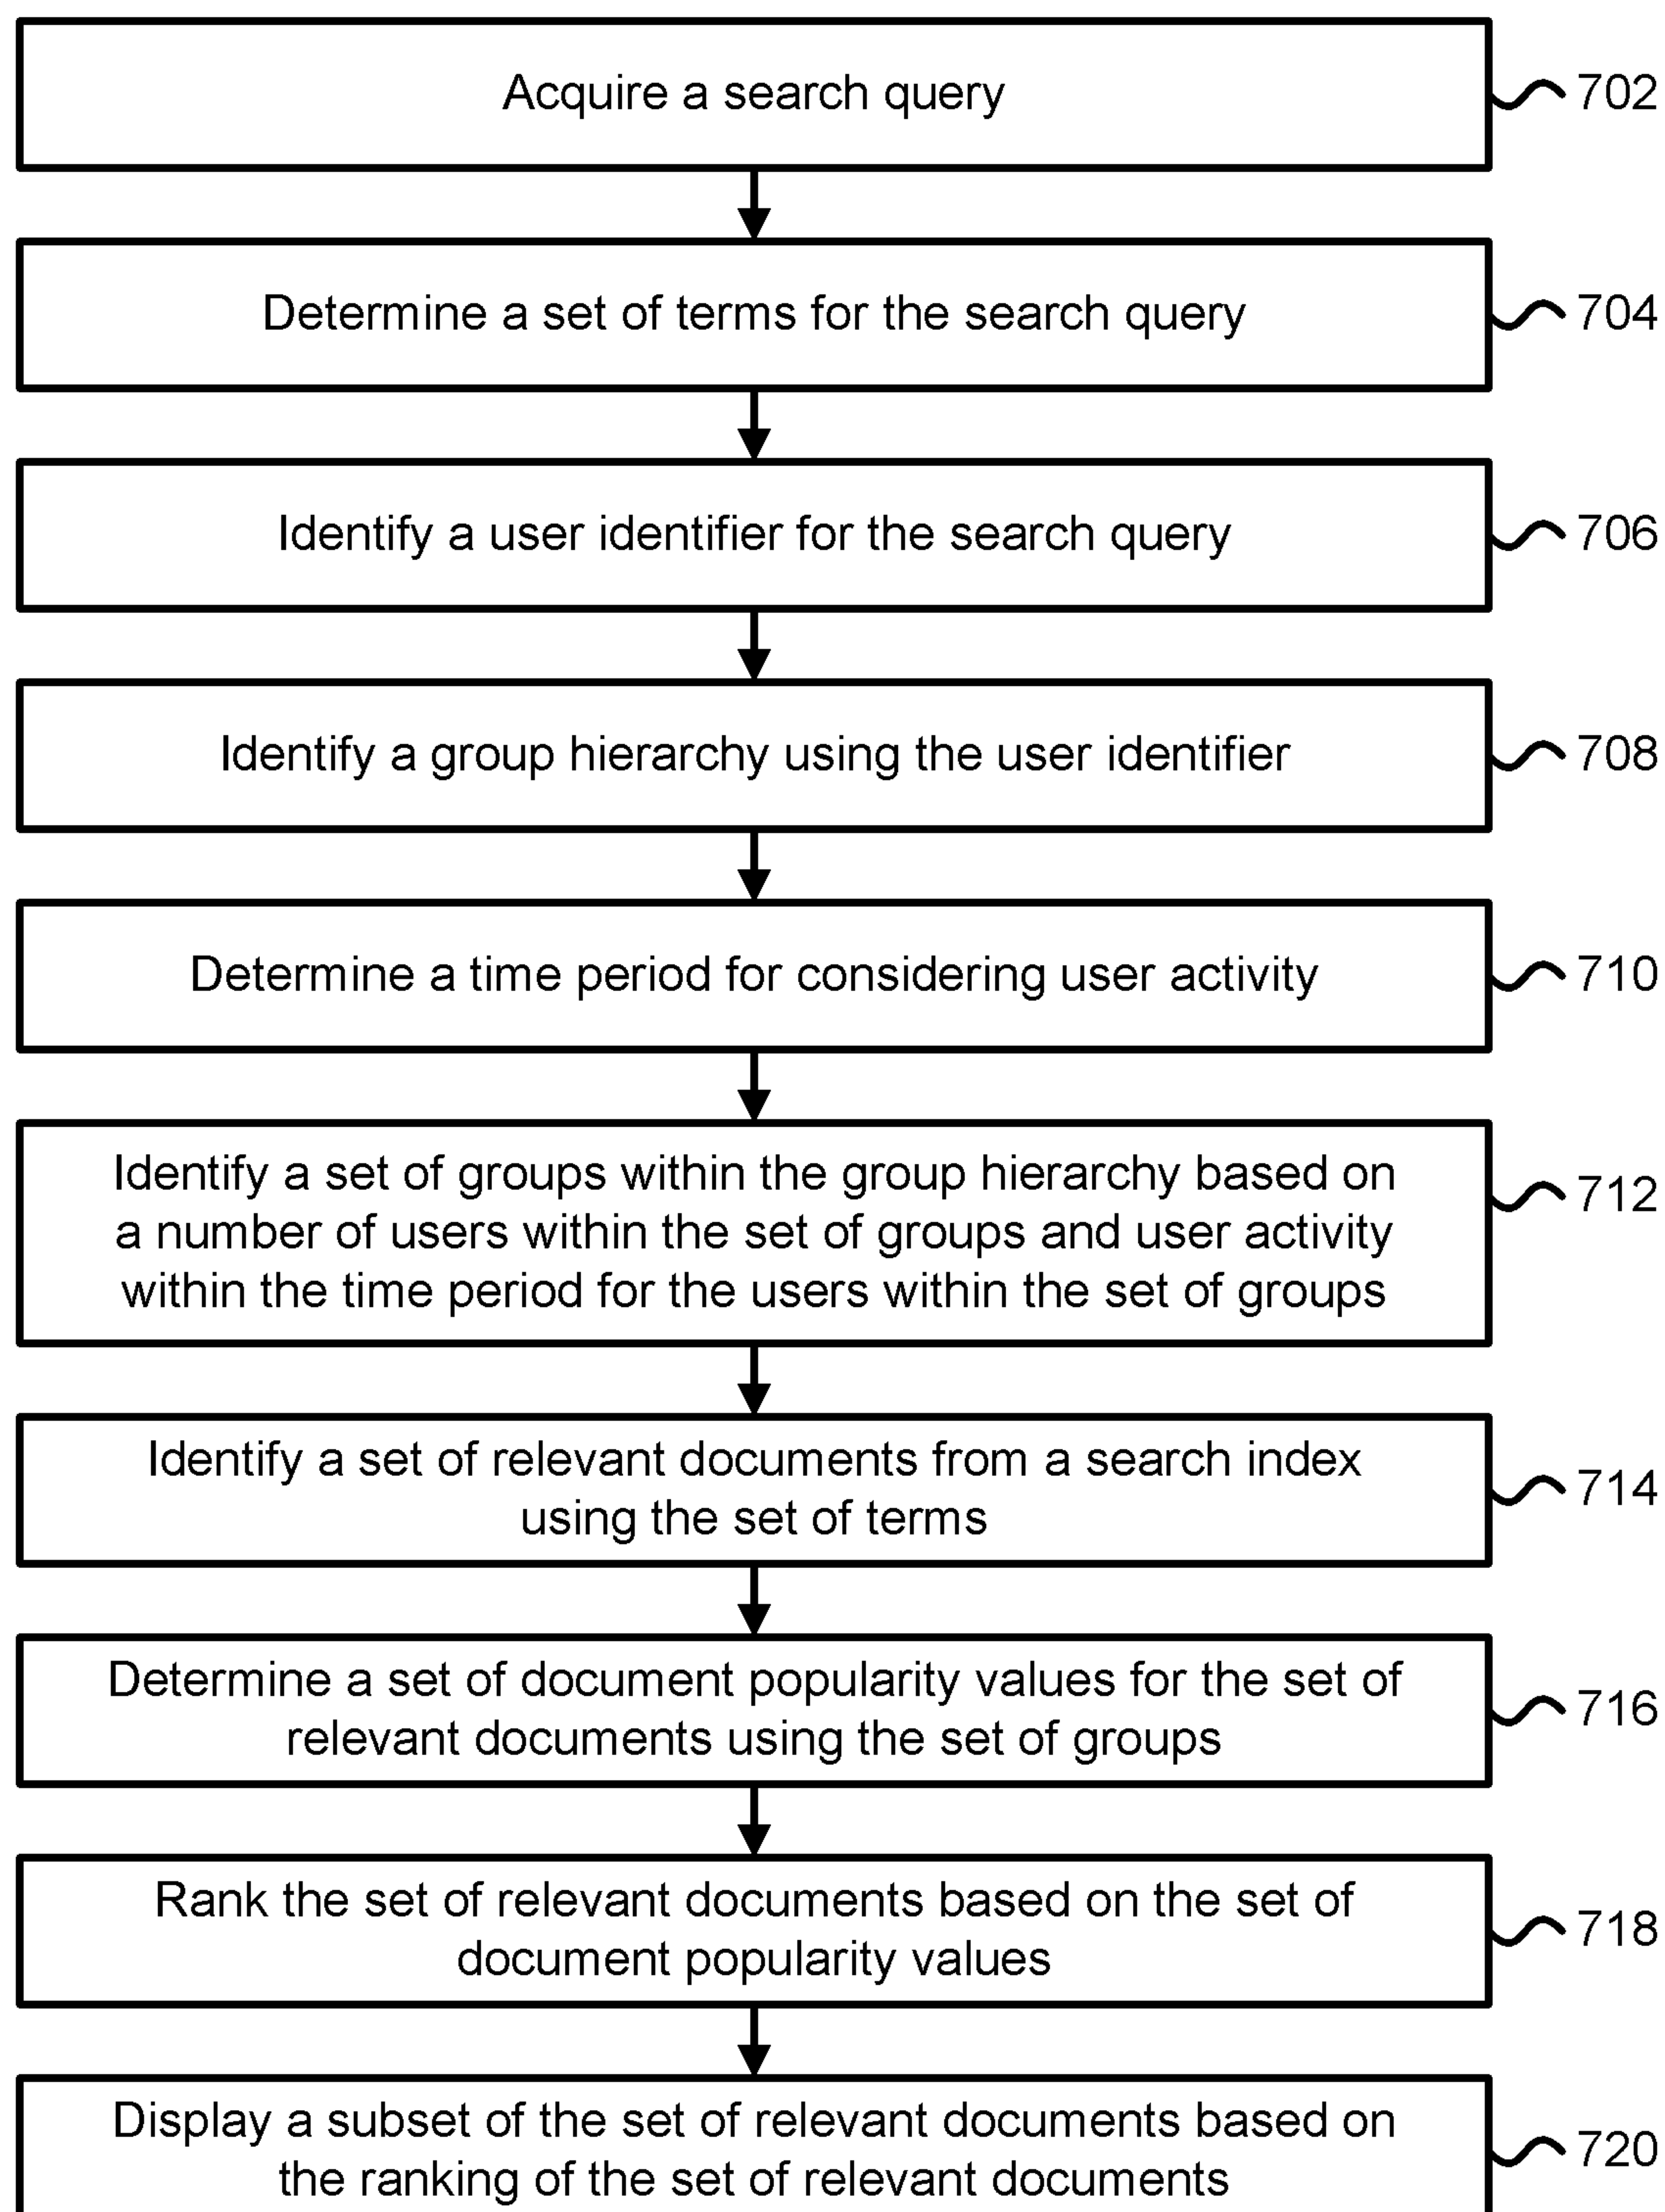 Acquire a search query
702
Determine a set of terms for the search query
704
Identify a user identifier for the search query
706
Identify a group hierarchy using the user identifier
708
Determine a time period for considering user activity
710
Identify a set of groups within the group hierarchy based on
a number of users within the set of groups and user activity
within the time period for the users within the set of groups
712
Identify a set of relevant documents from a search index
using the set of terms
714
Determine a set of document popularity values for the set of
relevant documents using the set of groups
716
Rank the set of relevant documents based on the set of
document popularity values
718
Display a subset of the set of relevant documents based on
the ranking of the set of relevant documents
720